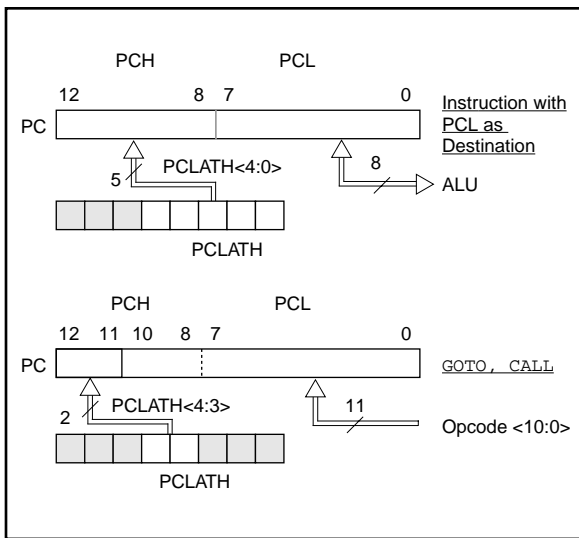 PCH PCL
12 8 7 0
PC
Instruction with
PCL as
Destination
5 PCLATH<4:0>
8
ALU
PCLATH
PCH PCL
12 11 10 8 7 0
PC
GOTO, CALL
2 PCLATH<4:3>
11
Opcode <10:0>
PCLATH